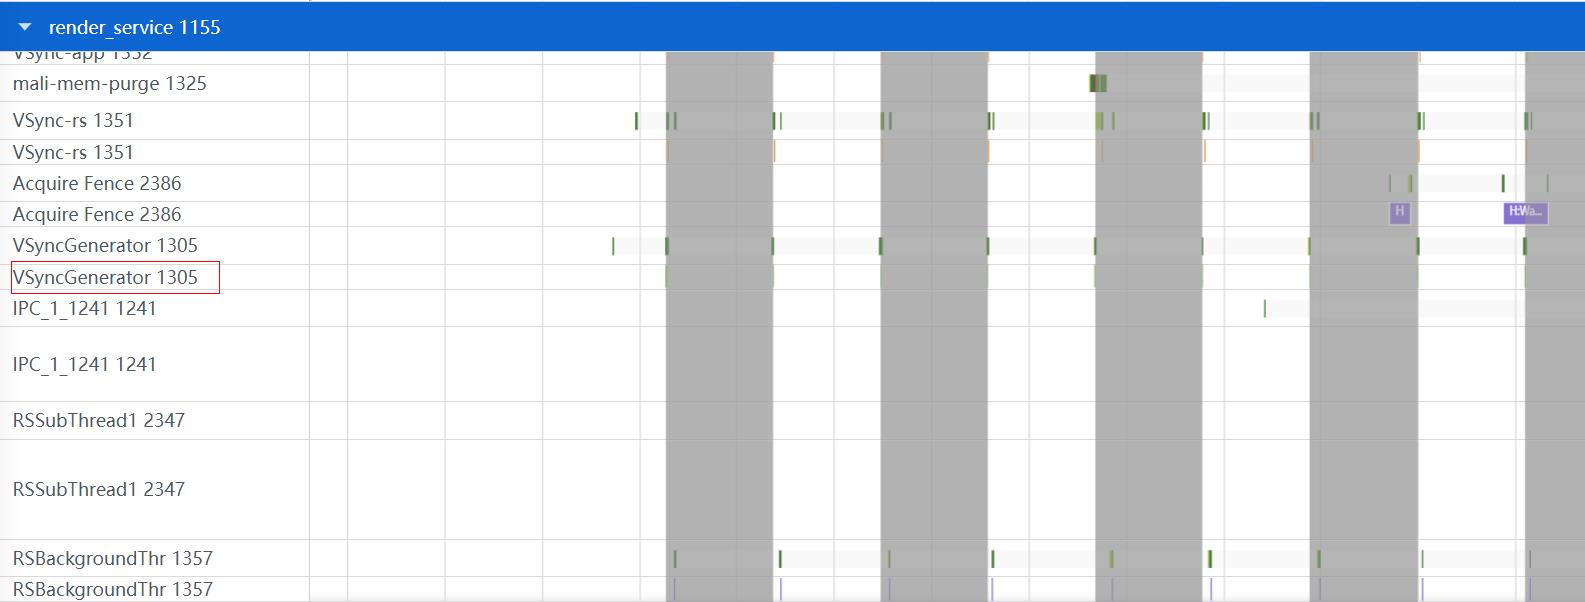 render_service 1155
VSync-app 1352
mali-mem-purge 1325
VSync-rs 1351
VSync-rs 1351
Acquire Fence 2386
Acquire Fence 2386
H
H:Wa...
VSyncGenerator 1305
VSyncGenerator 1305
IPC_1_1241 1241
IPC_1_1241 1241
RSSubThread1 2347
RSSubThread1 2347
RSBackgroundThr 1357
RSBackgroundThr 1357